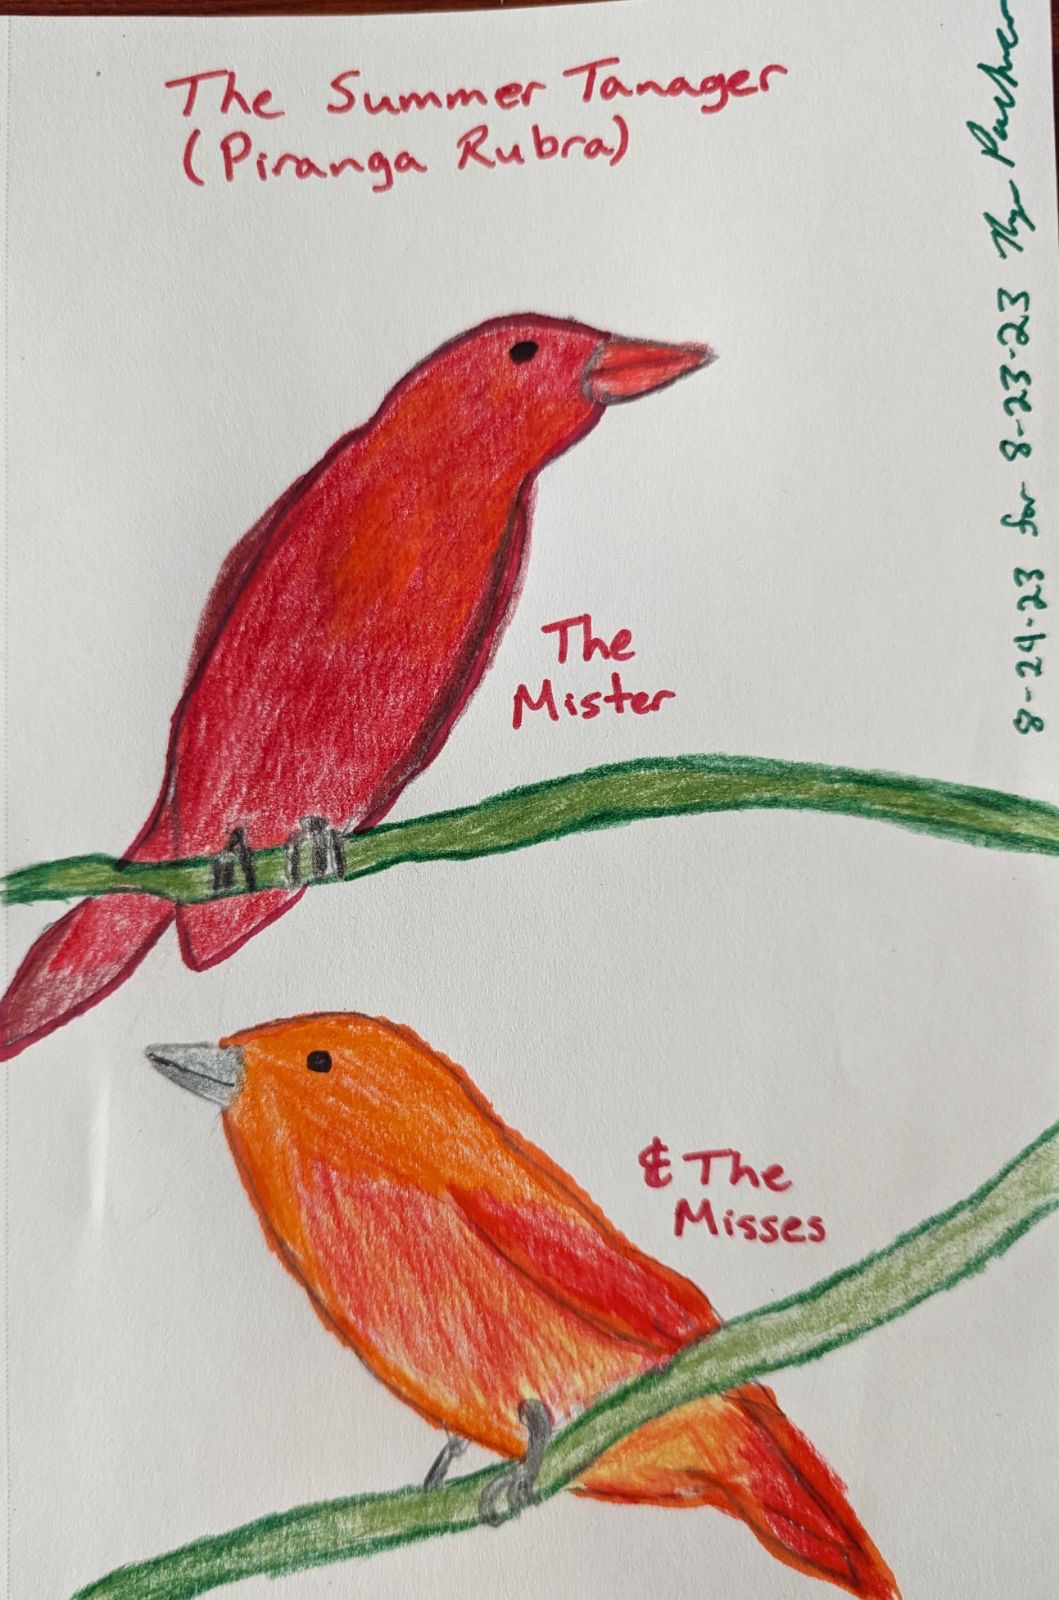 The Summer Tanager
(Piranga Rubra)
The
Mister
& The
Misses
8-24-23 for 8-23-23